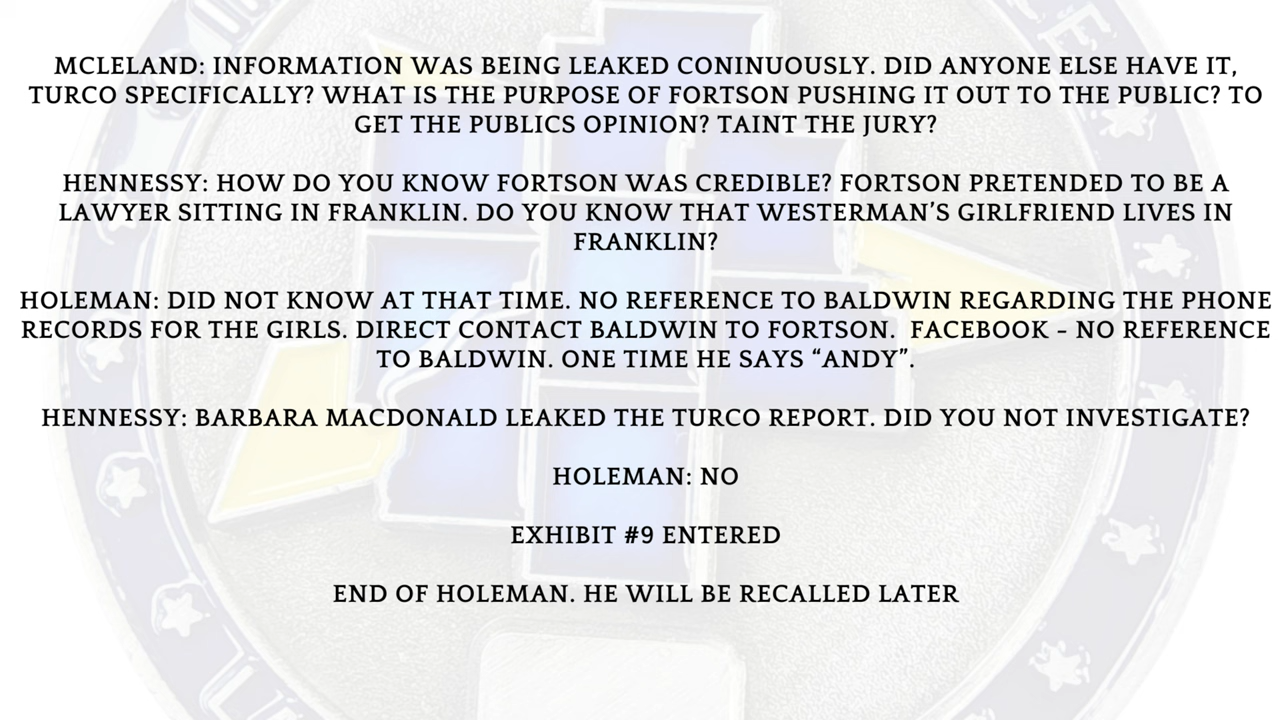 MCLELAND: INFORMATION WAS BEING LEAKED CONINUOUSLY. DID ANYONE ELSE HAVE IT,
TURCO SPECIFICALLY? WHAT IS THE PURPOSE OF FORTSON PUSHING IT OUT TO THE PUBLIC? TO
GET THE PUBLICS OPINION? TAINT THE JURY?
HENNESSY: HOW DO YOU KNOW FORTSON WAS CREDIBLE? FORTSON PRETENDED TO BE A
LAWYER SITTING IN FRANKLIN. DO YOU KNOW THAT WESTERMAN'S GIRLFRIEND LIVES IN
FRANKLIN?
HOLEMAN: DID NOT KNOW AT THAT TIME. NO REFERENCE TO BALDWIN REGARDING THE PHONE
RECORDS FOR THE GIRLS. DIRECT CONTACT BALDWIN TO FORTSON. FACEBOOK – NO REFERENCE
TO BALDWIN. ONE TIME HE SAYS “ANDY”.
HENNESSY: BARBARA MACDONALD LEAKED THE TURCO REPORT. DID YOU NOT INVESTIGATE?
HOLEMAN: NO
EXHIBIT #9 ENTERED
END OF HOLEMAN. HE WILL BE RECALLED LATER